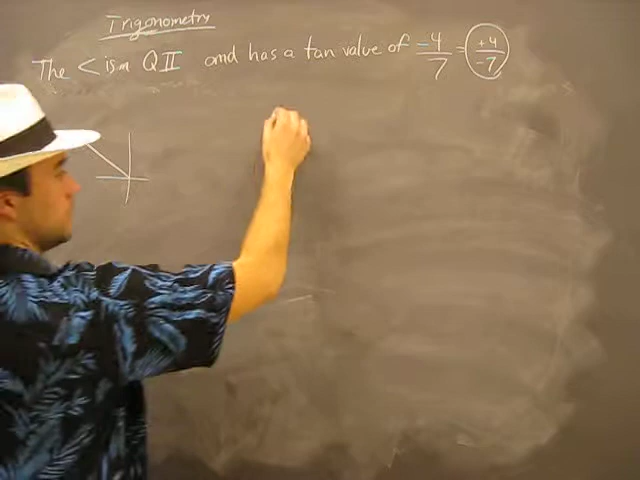 Trigonometry
The < is in QII and has a tan value of -4/7 = +4/-7